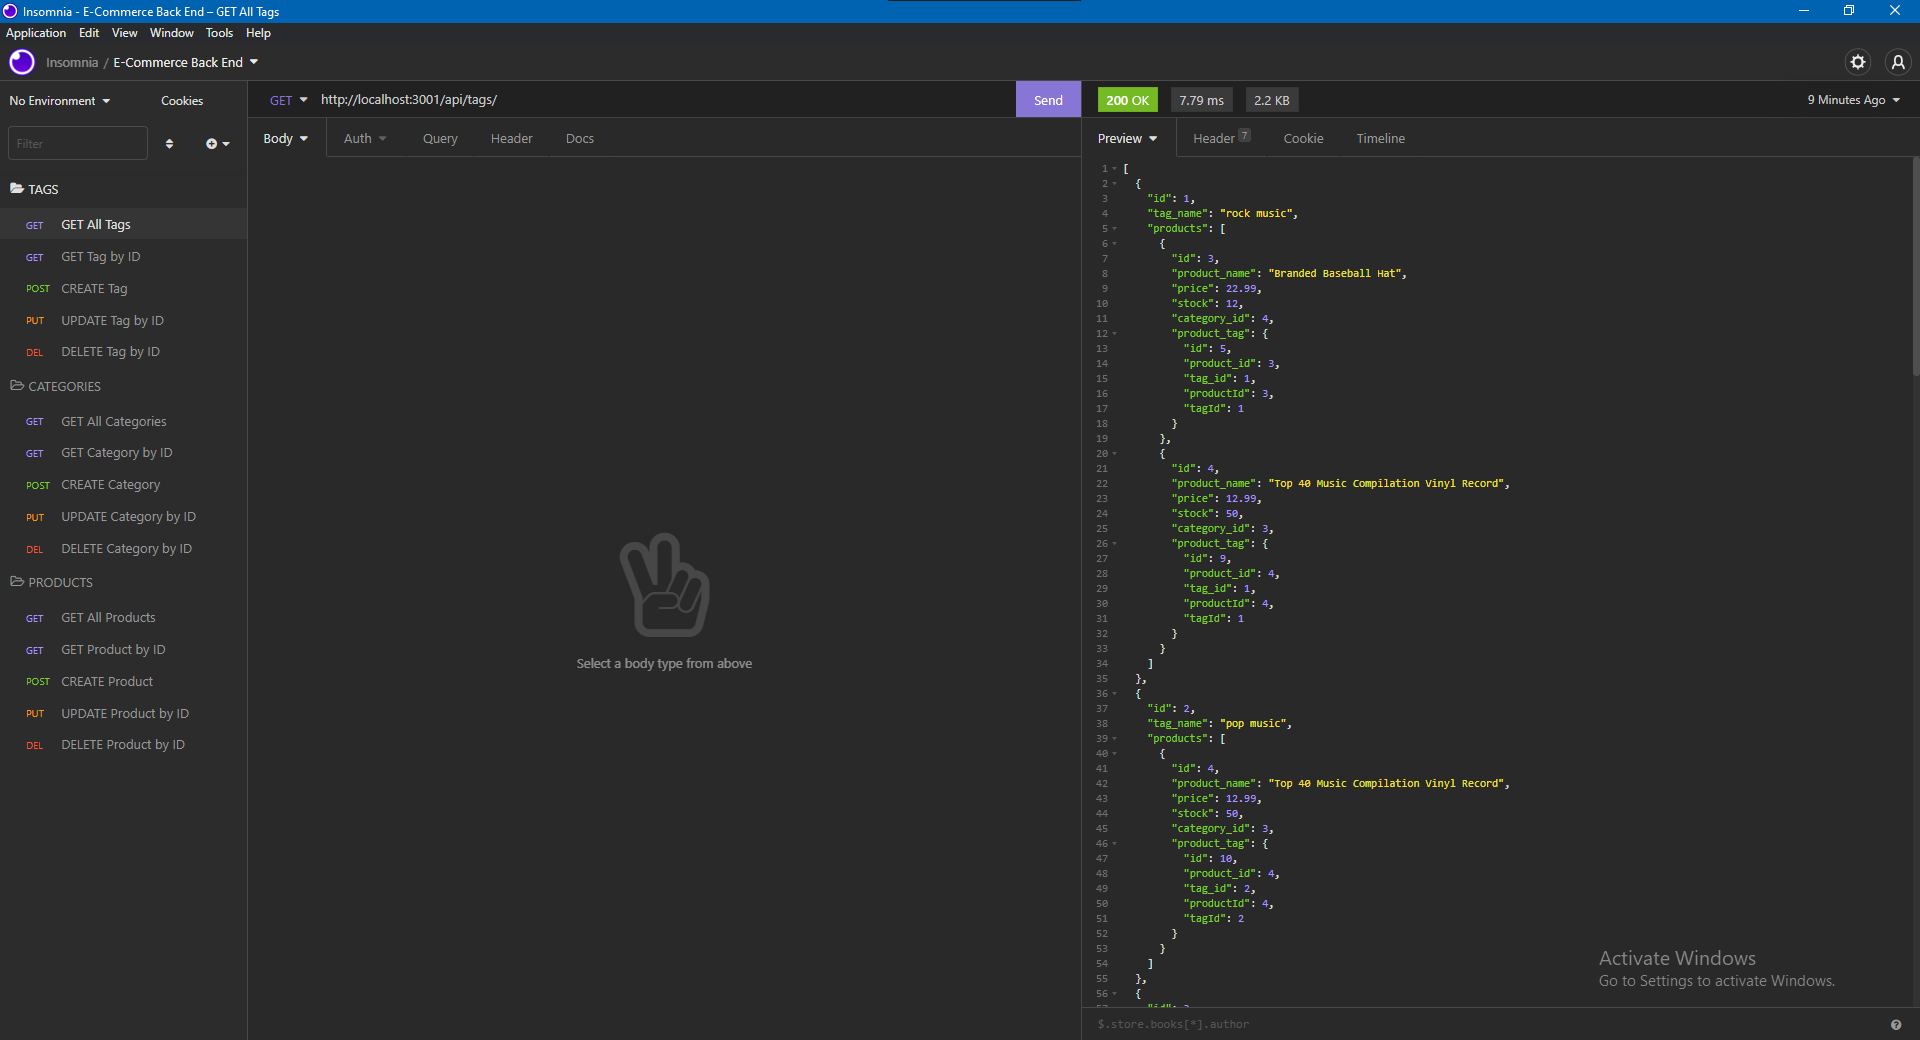 Insomnia - E-Commerce Back End – GET All Tags
Application Edit View Window Tools Help
Insomnia / E-Commerce Back End
No Environment Cookies
GET http://localhost:3001/api/tags/ Send
200 OK 7.79 ms 2.2 KB 9 Minutes Ago
Filter
Body Auth Query Header Docs
Preview Header 7 Cookie Timeline
TAGS
GET GET All Tags
GET GET Tag by ID
POST CREATE Tag
PUT UPDATE Tag by ID
DEL DELETE Tag by ID
CATEGORIES
GET GET All Categories
GET GET Category by ID
POST CREATE Category
PUT UPDATE Category by ID
DEL DELETE Category by ID
PRODUCTS
GET GET All Products
GET GET Product by ID
POST CREATE Product
PUT UPDATE Product by ID
DEL DELETE Product by ID
Select a body type from above
1 [
2 {
3 "id": 1,
4 "tag_name": "rock music",
5 "products": [
6 {
7 "id": 3,
8 "product_name": "Branded Baseball Hat",
9 "price": 22.99,
10 "stock": 12,
11 "category_id": 4,
12 "product_tag": {
13 "id": 5,
14 "product_id": 3,
15 "tag_id": 1,
16 "productId": 3,
17 "tagId": 1
18 }
19 },
20 {
21 "id": 4,
22 "product_name": "Top 40 Music Compilation Vinyl Record",
23 "price": 12.99,
24 "stock": 50,
25 "category_id": 3,
26 "product_tag": {
27 "id": 9,
28 "product_id": 4,
29 "tag_id": 1,
30 "productId": 4,
31 "tagId": 1
32 }
33 }
34 ]
35 },
36 {
37 "id": 2,
38 "tag_name": "pop music",
39 "products": [
40 {
41 "id": 4,
42 "product_name": "Top 40 Music Compilation Vinyl Record",
43 "price": 12.99,
44 "stock": 50,
45 "category_id": 3,
46 "product_tag": {
47 "id": 10,
48 "product_id": 4,
49 "tag_id": 2,
50 "productId": 4,
51 "tagId": 2
52 }
53 }
54 ]
55 },
56 {
Activate Windows
Go to Settings to activate Windows.
$.store.books[*].author